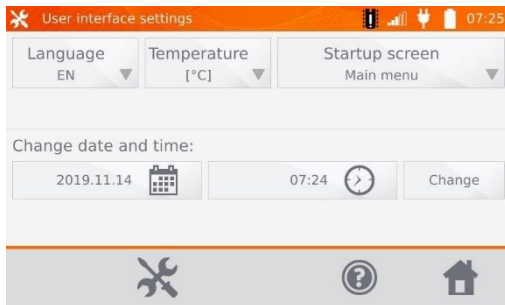 User interface settings
07:25
Language
EN
Temperature
[°C]
Startup screen
Main menu
Change date and time:
2019.11.14
07:24
Change